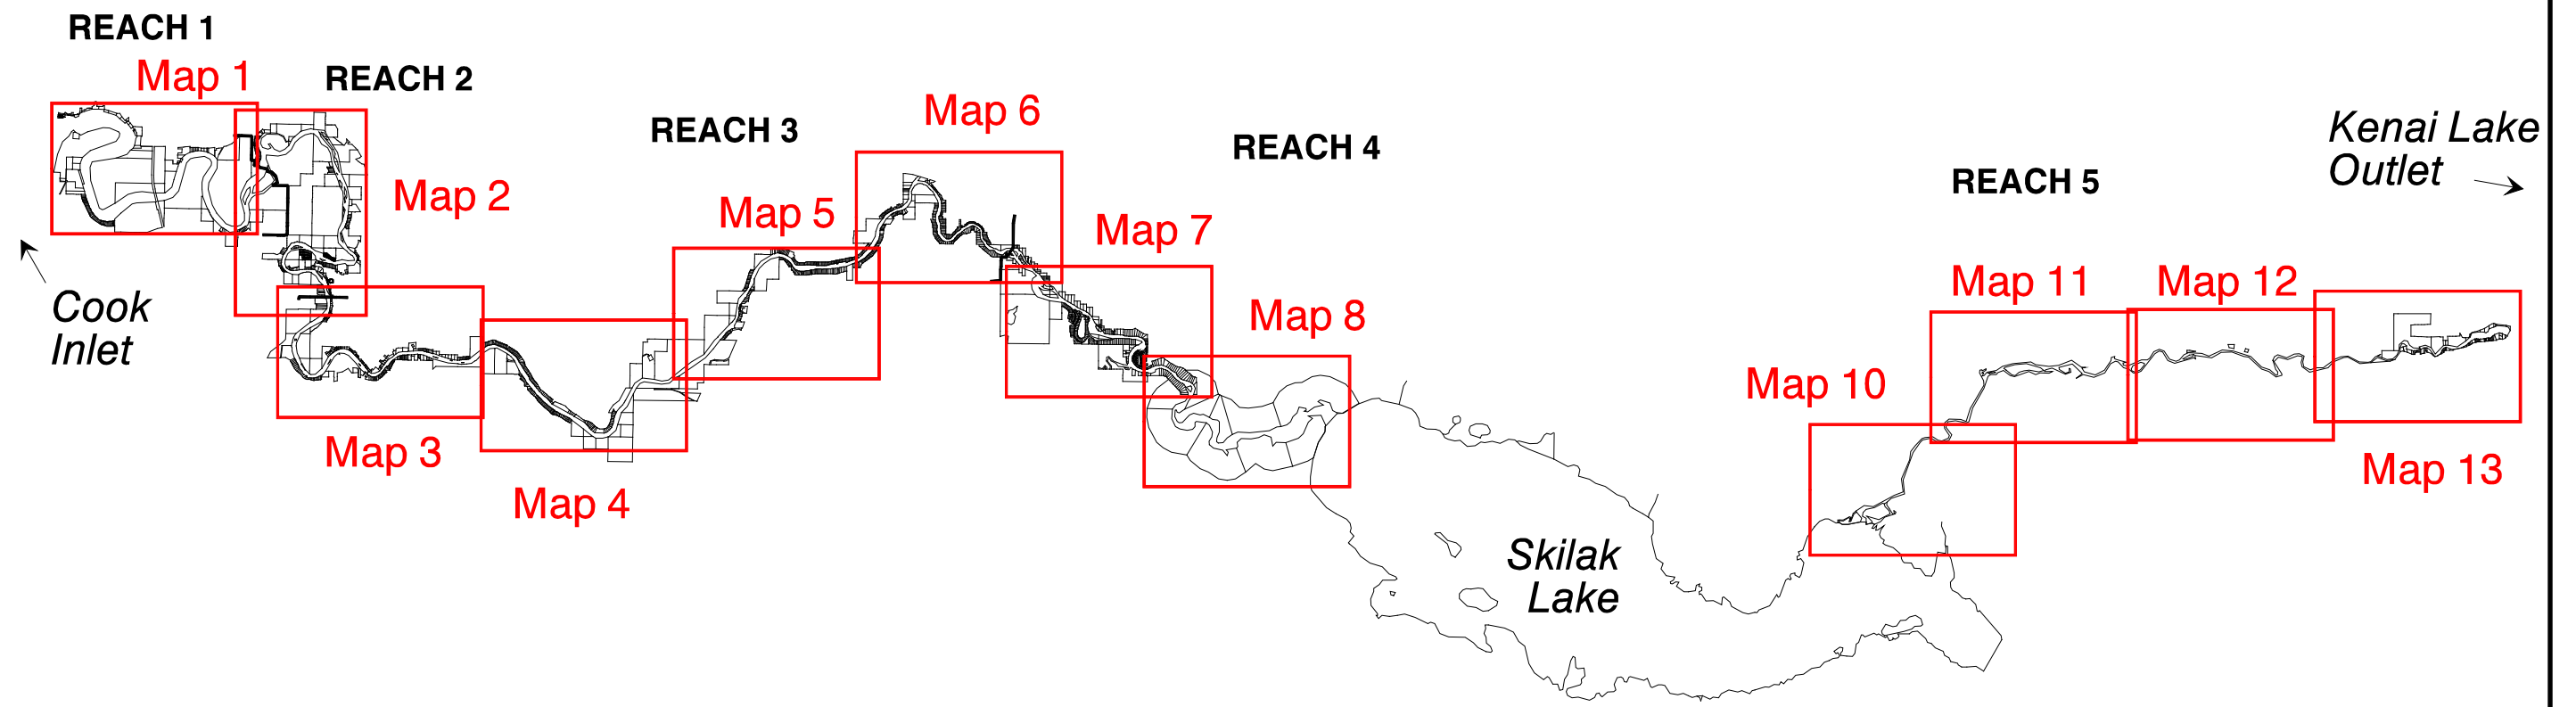 REACH 1
Map 1
REACH 2
Map 2
Cook
Inlet
Map 3
Map 4
REACH 3
Map 5
Map 6
Map 7
REACH 4
Map 8
Skilak
Lake
Map 10
REACH 5
Map 11
Map 12
Map 13
Kenai Lake
Outlet